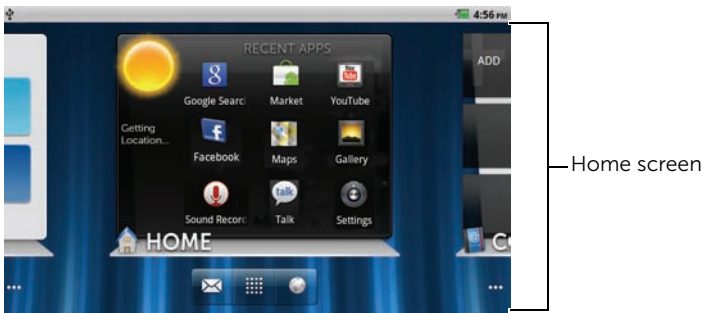 4:56 PM
RECENT APPS
ADD
Google Searc
Market
YouTube
Getting
Location...
Facebook
Maps
Gallery
talk
Sound Recor
Talk
Settings
HOME
Home screen